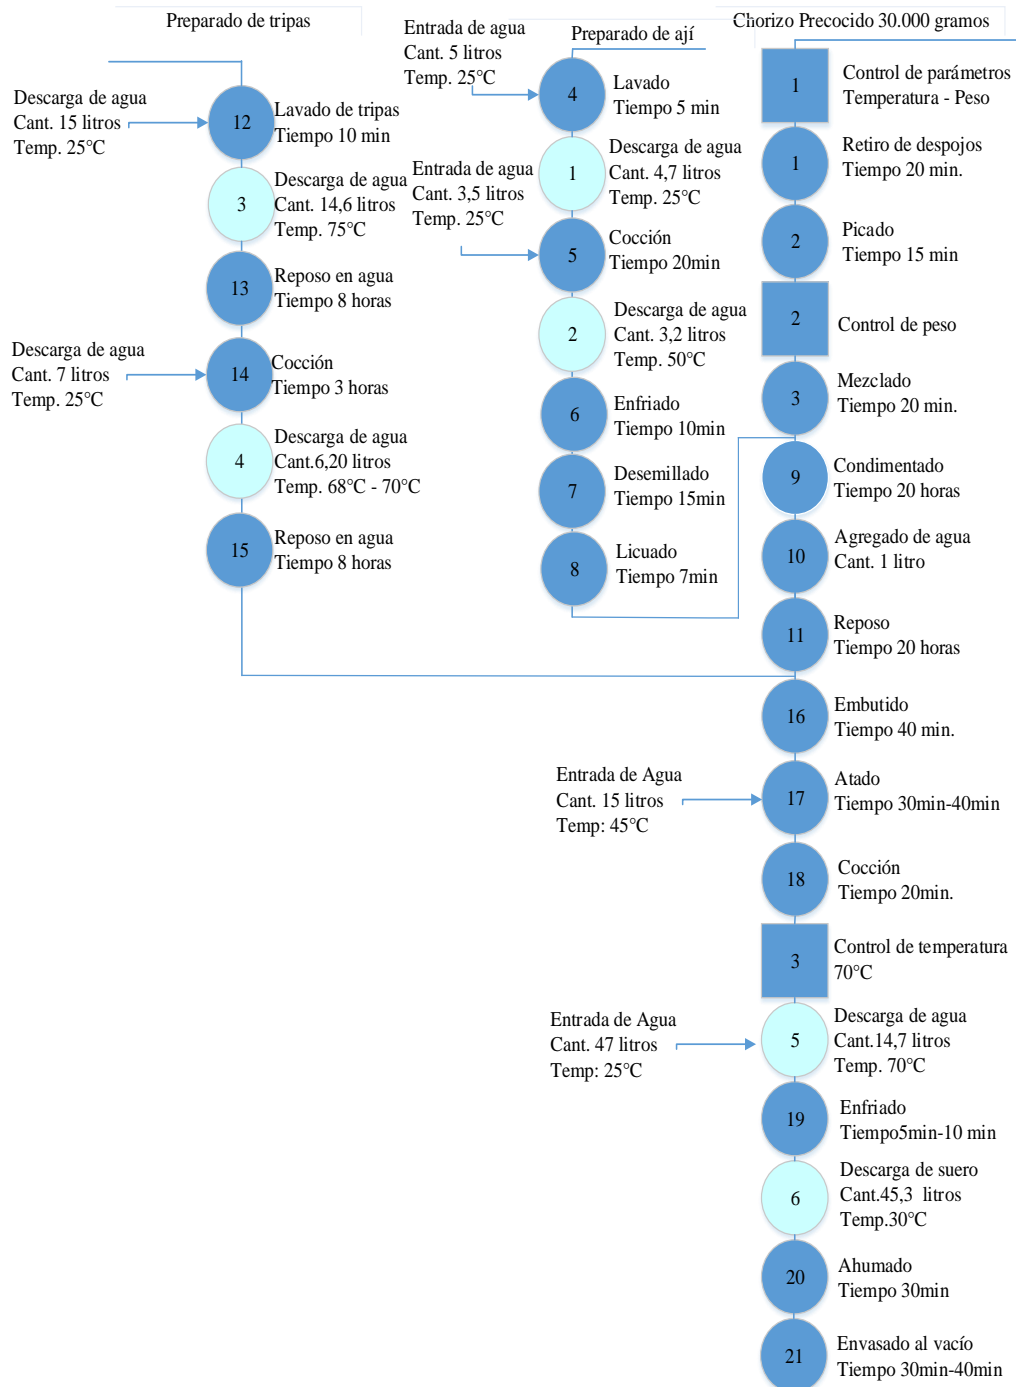 Preparado de tripas
Descarga de agua
Cant. 15 litros
Temp. 25°C
12
Lavado de tripas
Tiempo 10 min
3
Descarga de agua
Cant. 14,6 litros
Temp. 75°C
13
Reposo en agua
Tiempo 8 horas
Descarga de agua
Cant. 7 litros
Temp. 25°C
14
Cocción
Tiempo 3 horas
4
Descarga de agua
Cant.6,20 litros
Temp. 68°C - 70°C
15
Reposo en agua
Tiempo 8 horas
Entrada de agua
Cant. 5 litros
Temp. 25°C
Preparado de ají
4
Lavado
Tiempo 5 min
1
Descarga de agua
Cant. 4,7 litros
Temp. 25°C
Entrada de agua
Cant. 3,5 litros
Temp. 25°C
5
Cocción
Tiempo 20min
2
Descarga de agua
Cant. 3,2 litros
Temp. 50°C
6
Enfriado
Tiempo 10min
7
Desemillado
Tiempo 15min
8
Licuado
Tiempo 7min
Chorizo Precocido 30.000 gramos
1
Control de parámetros
Temperatura - Peso
1
Retiro de despojos
Tiempo 20 min.
2
Picado
Tiempo 15 min
2
Control de peso
3
Mezclado
Tiempo 20 min.
9
Condimentado
Tiempo 20 horas
10
Agregado de agua
Cant. 1 litro
11
Reposo
Tiempo 20 horas
16
Embutido
Tiempo 40 min.
Entrada de Agua
Cant. 15 litros
Temp: 45°C
17
Atado
Tiempo 30min-40min
18
Cocción
Tiempo 20min.
3
Control de temperatura
70°C
Entrada de Agua
Cant. 47 litros
Temp: 25°C
5
Descarga de agua
Cant.14,7 litros
Temp. 70°C
19
Enfriado
Tiempo5min-10 min
6
Descarga de suero
Cant.45,3 litros
Temp.30°C
20
Ahumado
Tiempo 30min
21
Envasado al vacío
Tiempo 30min-40min